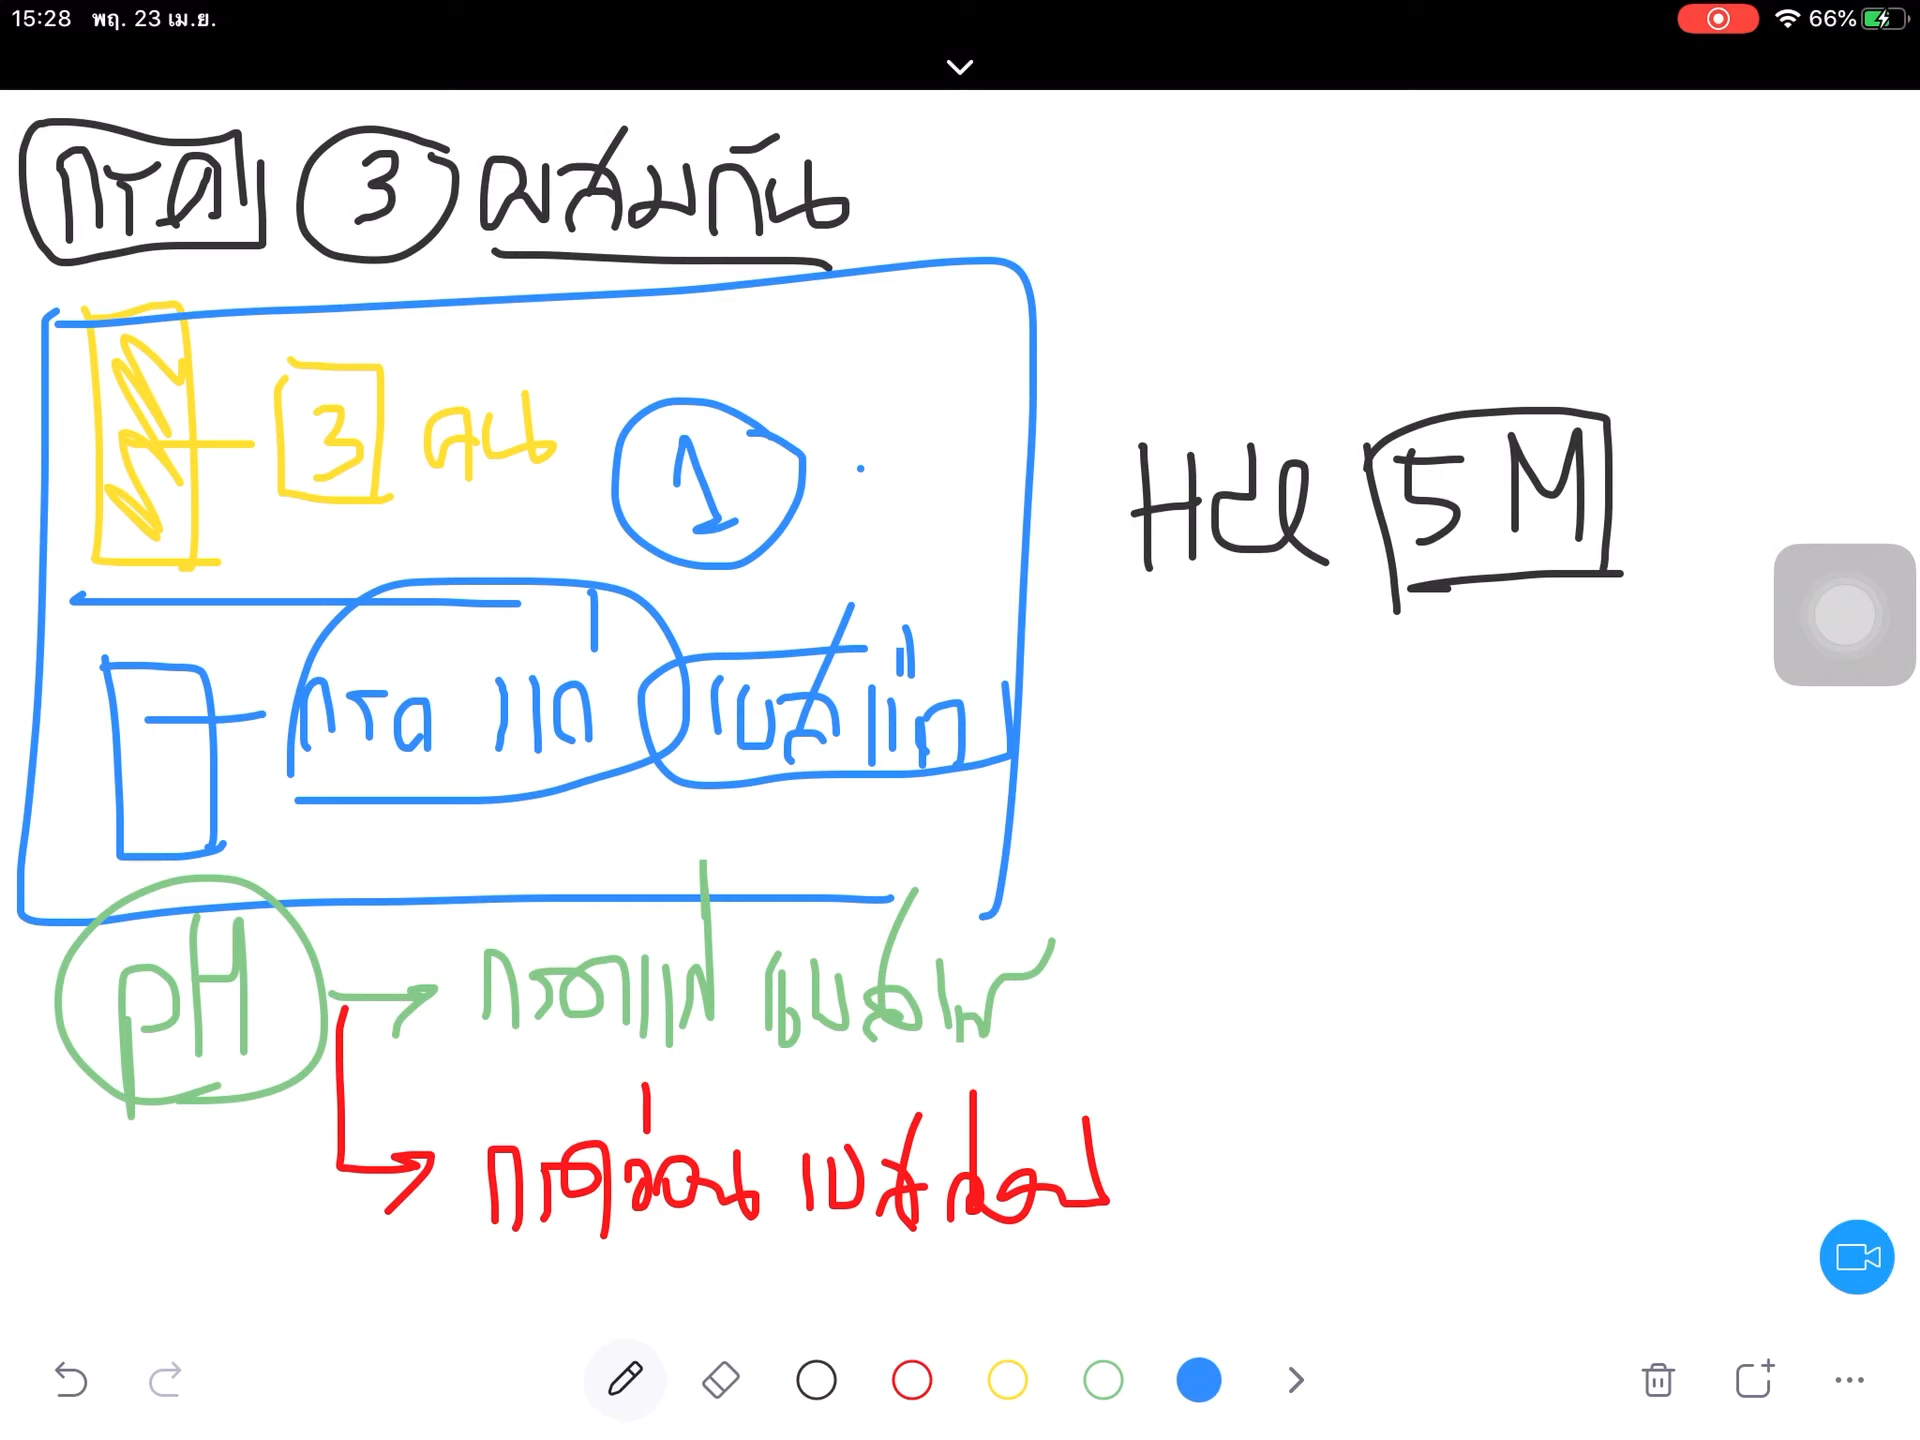 15:28 พฤ. 23 เม.ย. 66%
กรด 3 ผสมกัน
3 คน 1
HCl 5 M
กรด แก่ เบสแก่
pH กรดแก่ เบสแก่
กรดอ่อน เบสอ่อน